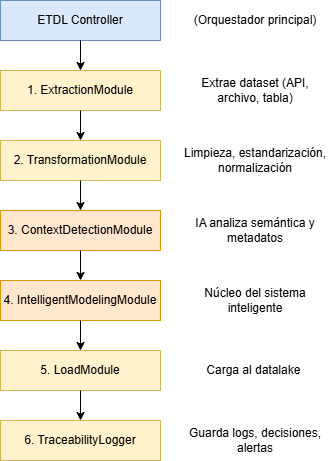 ETDL Controller (Orquestador principal)
1. ExtractionModule
Extrae dataset (API,
archivo, tabla)
2. TransformationModule
Limpieza, estandarización,
normalización
3. ContextDetectionModule
IA analiza semántica y
metadatos
4. IntelligentModelingModule
Núcleo del sistema
inteligente
5. LoadModule
Carga al datalake
6. TraceabilityLogger
Guarda logs, decisiones,
alertas